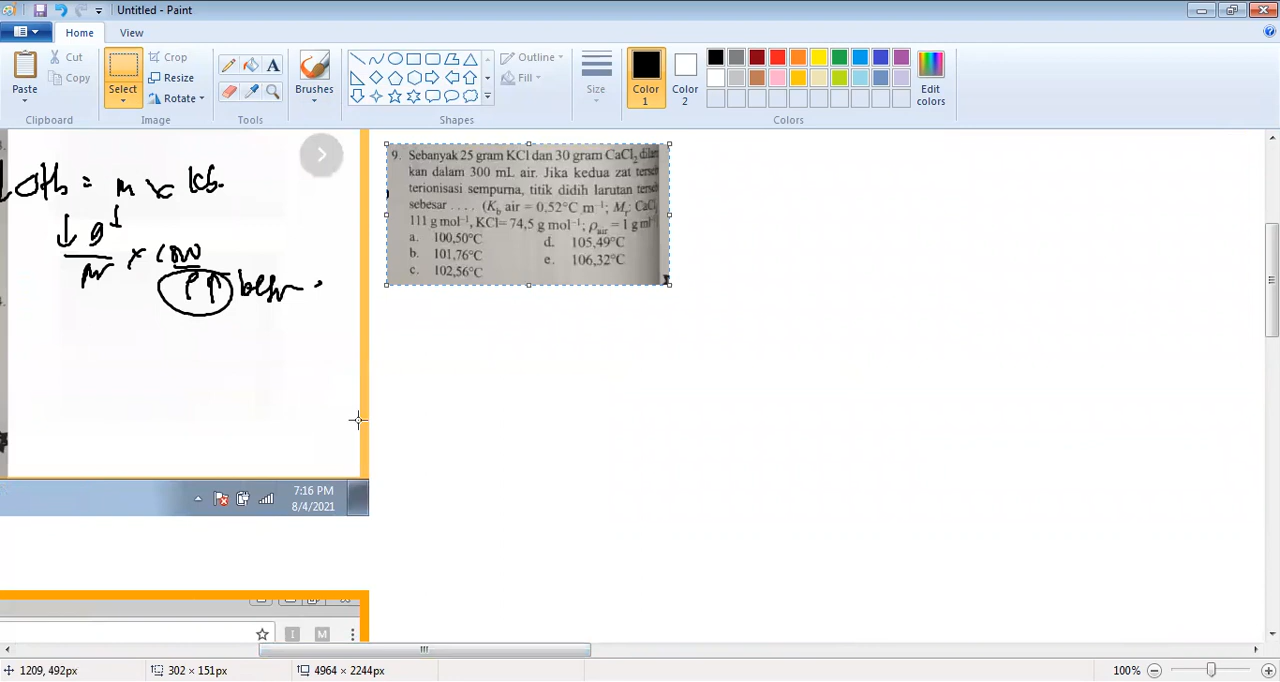 Untitled - Paint
Home
View
Paste
Cut
Copy
Clipboard
Select
Crop
Resize
Rotate
Image
Tools
Brushes
Shapes
Outline
Fill
Size
Color 1
Color 2
Edit colors
Colors
= m x Kb.
g
x
besar
9. Sebanyak 25 gram KCl dan 30 gram CaCl₂
kan dalam 300 mL air. Jika kedua zat
terionisasi sempurna, titik didih larutan
sebesar . . . . (Kb air = 0,52°C m⁻¹; Mr CaCl
111 g mol⁻¹, KCl= 74,5 g mol⁻¹; ρair = 1 g ml⁻¹
a. 100,50°C
b. 101,76°C
c. 102,56°C
d. 105,49°C
e. 106,32°C
7:16 PM
8/4/2021
I M
1209, 492px
302 × 151px
4964 × 2244px
100%